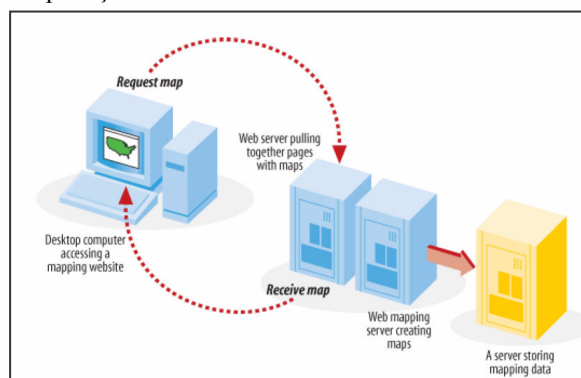 Request map
Web server pulling
together pages
with maps
Desktop computer
accessing a
mapping website
Receive map
Web mapping
server creating
maps
A server storing
mapping data